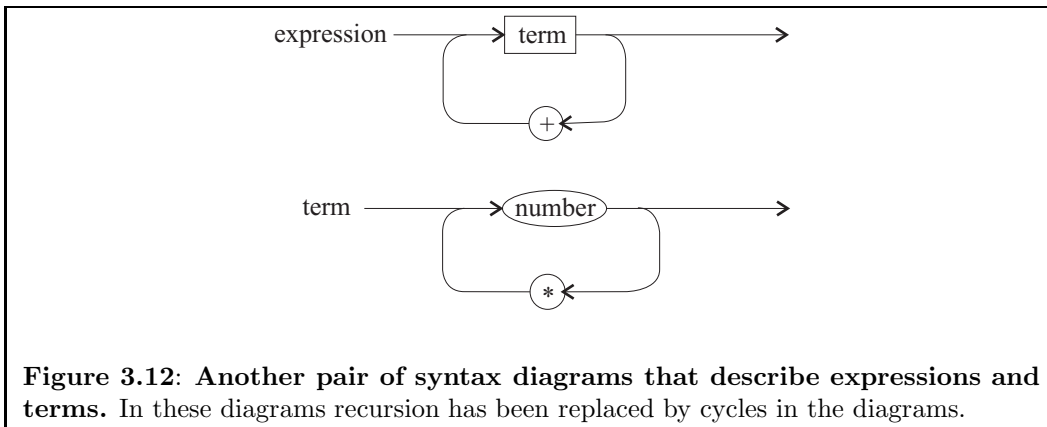 expression term
+
term number
*
Figure 3.12: Another pair of syntax diagrams that describe expressions and
terms. In these diagrams recursion has been replaced by cycles in the diagrams.